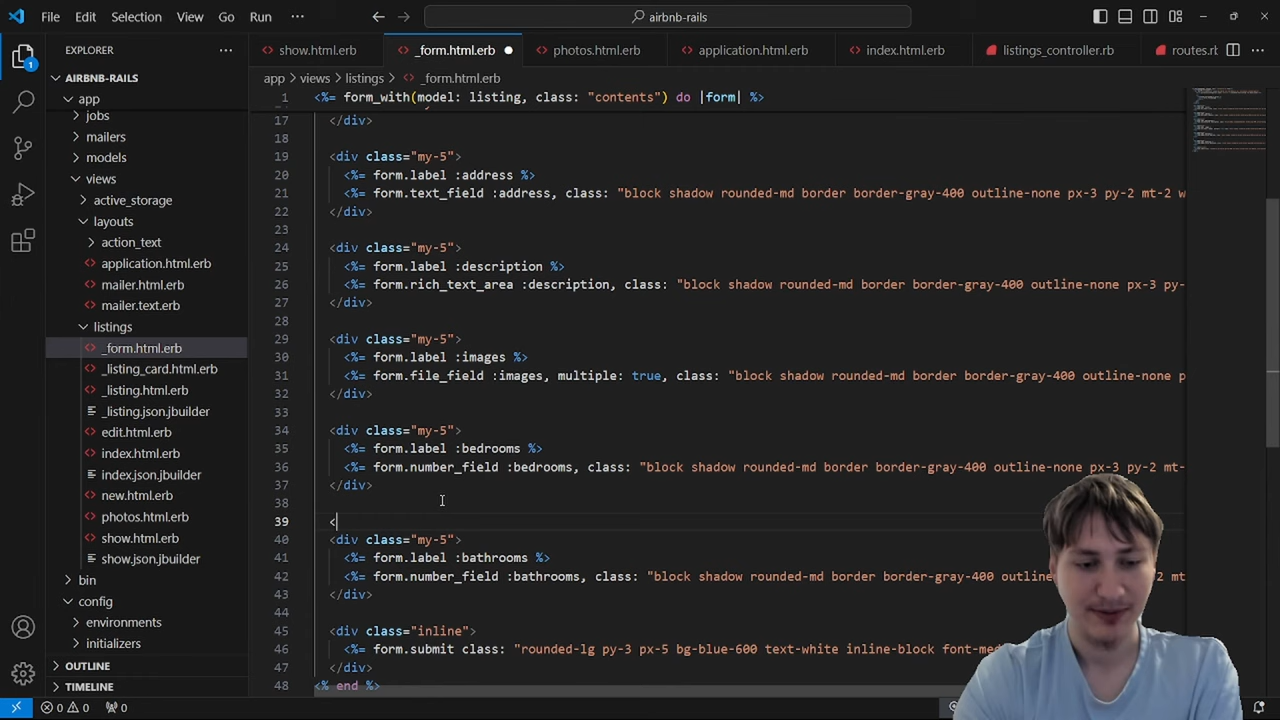 File Edit Selection View Go Run ··· airbnb-rails
EXPLORER ···
show.html.erb _form.html.erb photos.html.erb application.html.erb index.html.erb listings_controller.rb routes.rb
AIRBNB-RAILS
app > views > listings > _form.html.erb
app
jobs
mailers
models
views
active_storage
layouts
action_text
application.html.erb
mailer.html.erb
mailer.text.erb
listings
_form.html.erb
_listing_card.html.erb
_listing.html.erb
_listing.json.jbuilder
edit.html.erb
index.html.erb
index.json.jbuilder
new.html.erb
photos.html.erb
show.html.erb
show.json.jbuilder
bin
config
environments
initializers
OUTLINE
TIMELINE
1 <%= form_with(model: listing, class: "contents") do |form| %>
17 </div>
18
19 <div class="my-5">
20 <%= form.label :address %>
21 <%= form.text_field :address, class: "block shadow rounded-md border border-gray-400 outline-none px-3 py-2 mt-2 w
22 </div>
23
24 <div class="my-5">
25 <%= form.label :description %>
26 <%= form.rich_text_area :description, class: "block shadow rounded-md border border-gray-400 outline-none px-3 py-
27 </div>
28
29 <div class="my-5">
30 <%= form.label :images %>
31 <%= form.file_field :images, multiple: true, class: "block shadow rounded-md border border-gray-400 outline-none p
32 </div>
33
34 <div class="my-5">
35 <%= form.label :bedrooms %>
36 <%= form.number_field :bedrooms, class: "block shadow rounded-md border border-gray-400 outline-none px-3 py-2 mt-
37 </div>
38
39 <
40 <div class="my-5">
41 <%= form.label :bathrooms %>
42 <%= form.number_field :bathrooms, class: "block shadow rounded-md border border-gray-400 outline 2 mt
43 </div>
44
45 <div class="inline">
46 <%= form.submit class: "rounded-lg py-3 px-5 bg-blue-600 text-white inline-block font-med
47 </div>
48 <% end %>
0 0 0
1